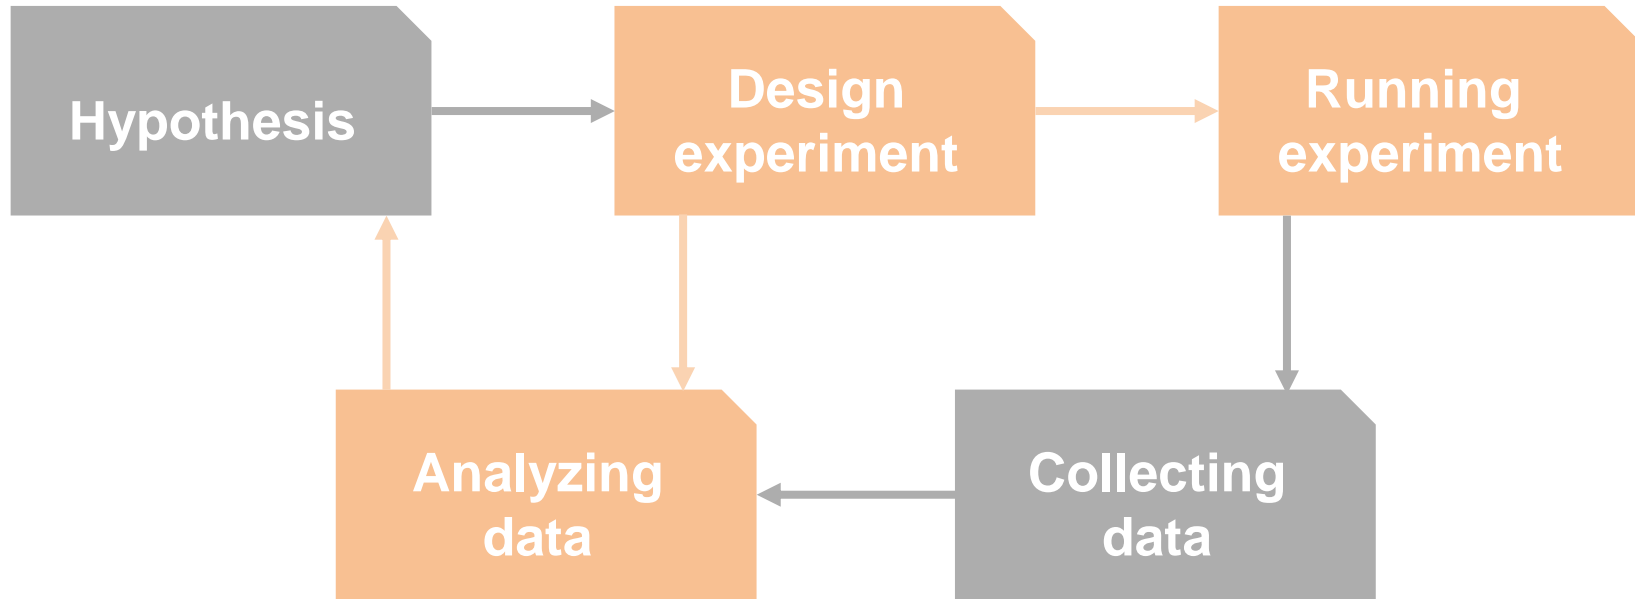 Hypothesis
Design
experiment
Running
experiment
Analyzing
data
Collecting
data